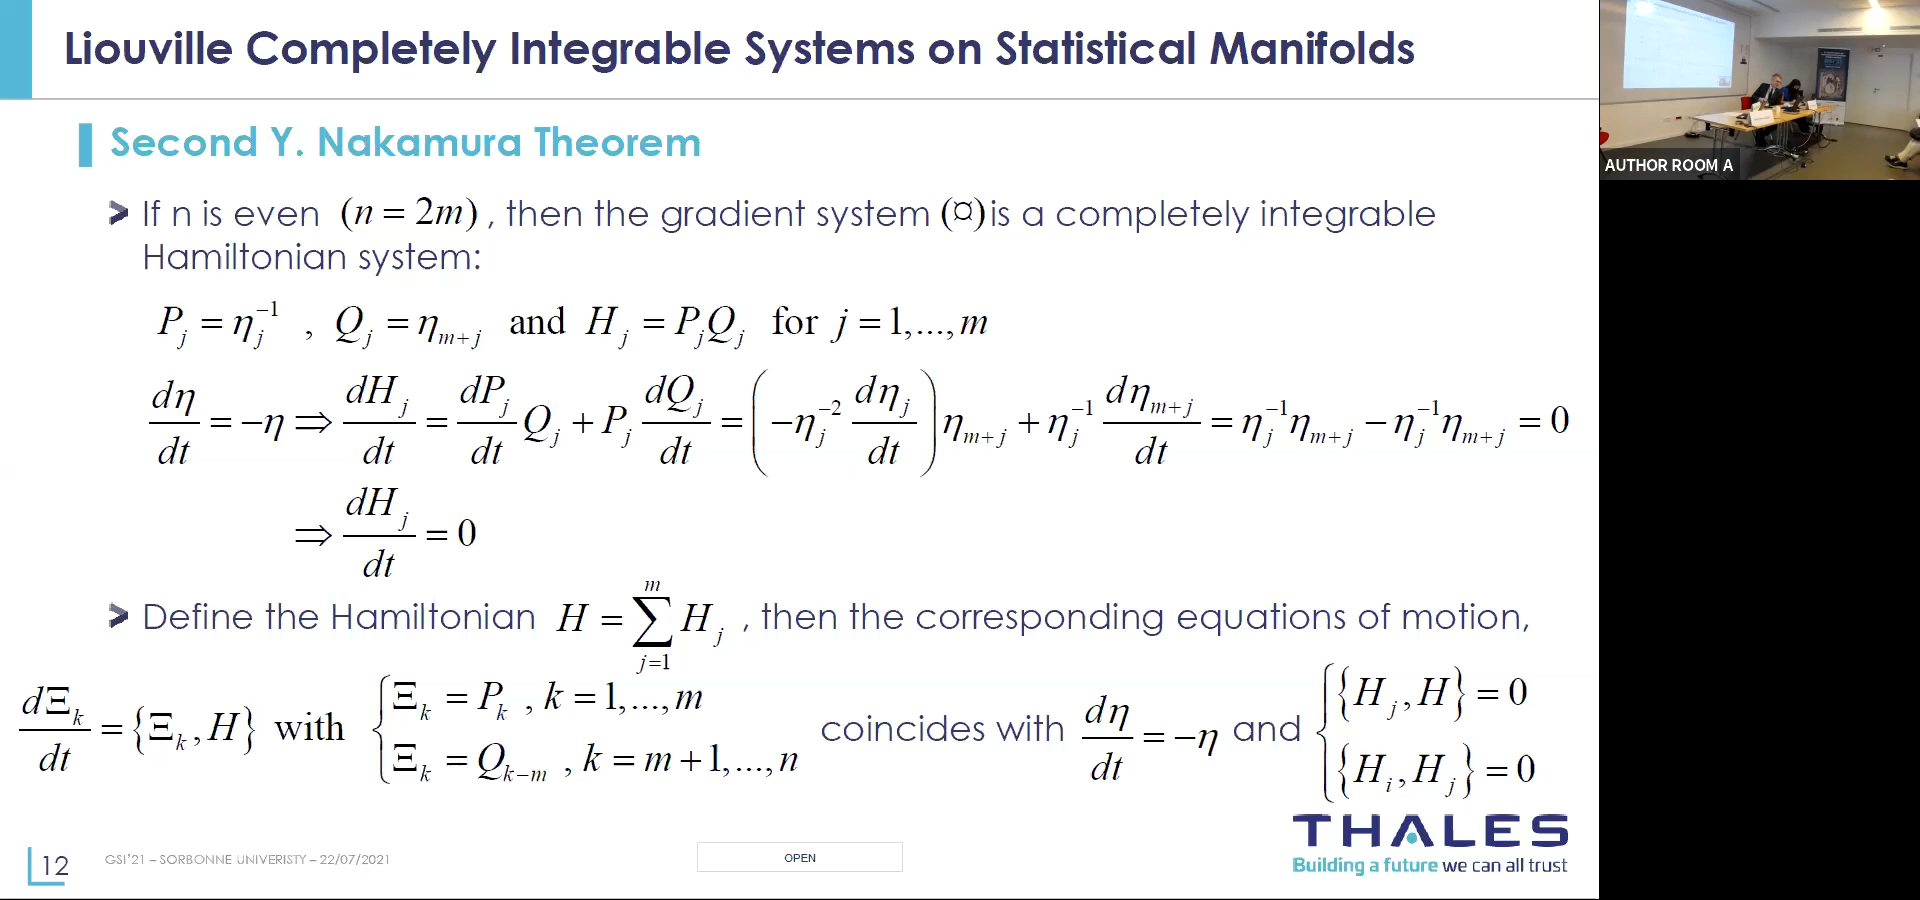 Liouville Completely Integrable Systems on Statistical Manifolds
Second Y. Nakamura Theorem
If n is even (n = 2m), then the gradient system (¤) is a completely integrable
Hamiltonian system:
P_j = η_j^{-1} , Q_j = η_{m+j} and H_j = P_j Q_j for j = 1,...,m
dη/dt = −η ⇒ dH_j/dt = dP_j/dt Q_j + P_j dQ_j/dt = (−η_j^{-2} dη_j/dt) η_{m+j} + η_j^{-1} dη_{m+j}/dt = η_j^{-1} η_{m+j} − η_j^{-1} η_{m+j} = 0
⇒ dH_j/dt = 0
Define the Hamiltonian H = ∑_{j=1}^{m} H_j , then the corresponding equations of motion,
dΞ_k/dt = {Ξ_k, H} with { Ξ_k = P_k , k = 1,...,m ; Ξ_k = Q_{k−m} , k = m+1,...,n coincides with dη/dt = −η and { {H_j, H} = 0 ; {H_i, H_j} = 0
THALES
Building a future we can all trust
12
GSI'21 – SORBONNE UNIVERISTY – 22/07/2021
OPEN
AUTHOR ROOM A